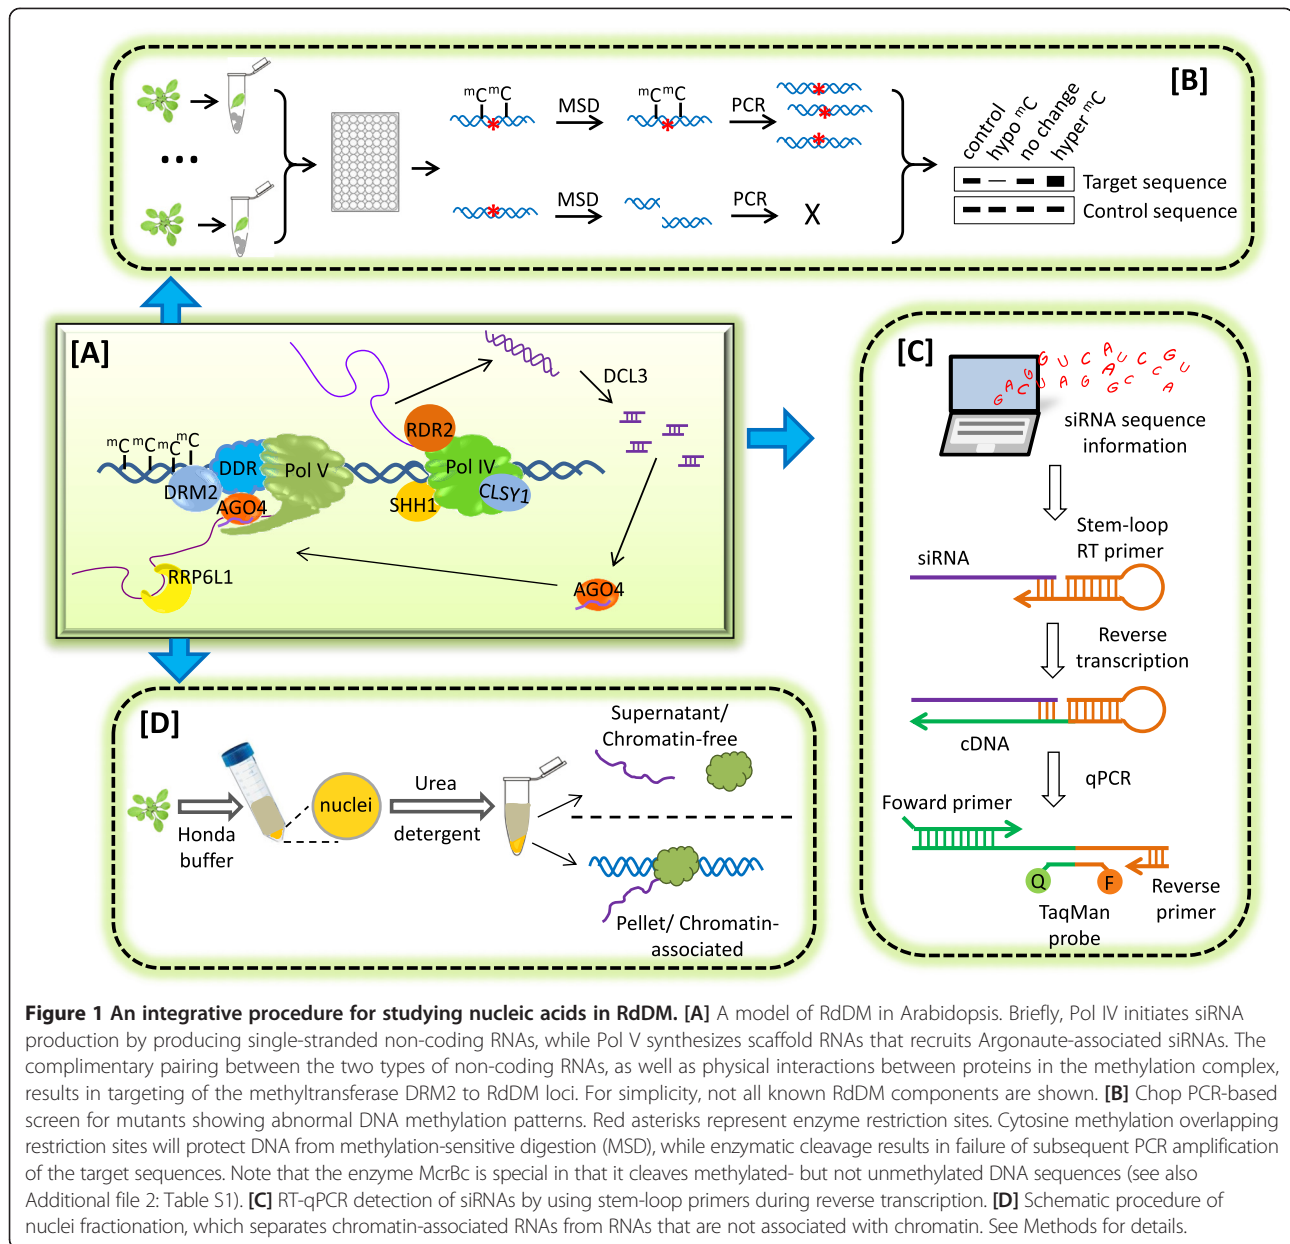 [B]
mC mC
MSD
mC mC
PCR
MSD
PCR
X
control
hypo mC
no change
hyper mC
Target sequence
Control sequence
[A]
DCL3
RDR2
mC mC mC mC
DDR
Pol V
Pol IV
DRM2
AGO4
SHH1
CLSY1
RRP6L1
AGO4
[C]
siRNA sequence
information
Stem-loop
RT primer
siRNA
Reverse
transcription
cDNA
qPCR
Foward primer
Q
F
TaqMan
probe
Reverse
primer
[D]
Supernatant/
Chromatin-free
nuclei
Urea
detergent
Honda
buffer
Pellet/ Chromatin-
associated
Figure 1 An integrative procedure for studying nucleic acids in RdDM. [A] A model of RdDM in Arabidopsis. Briefly, Pol IV initiates siRNA
production by producing single-stranded non-coding RNAs, while Pol V synthesizes scaffold RNAs that recruits Argonaute-associated siRNAs. The
complimentary pairing between the two types of non-coding RNAs, as well as physical interactions between proteins in the methylation complex,
results in targeting of the methyltransferase DRM2 to RdDM loci. For simplicity, not all known RdDM components are shown. [B] Chop PCR-based
screen for mutants showing abnormal DNA methylation patterns. Red asterisks represent enzyme restriction sites. Cytosine methylation overlapping
restriction sites will protect DNA from methylation-sensitive digestion (MSD), while enzymatic cleavage results in failure of subsequent PCR amplification
of the target sequences. Note that the enzyme McrBc is special in that it cleaves methylated- but not unmethylated DNA sequences (see also
Additional file 2: Table S1). [C] RT-qPCR detection of siRNAs by using stem-loop primers during reverse transcription. [D] Schematic procedure of
nuclei fractionation, which separates chromatin-associated RNAs from RNAs that are not associated with chromatin. See Methods for details.